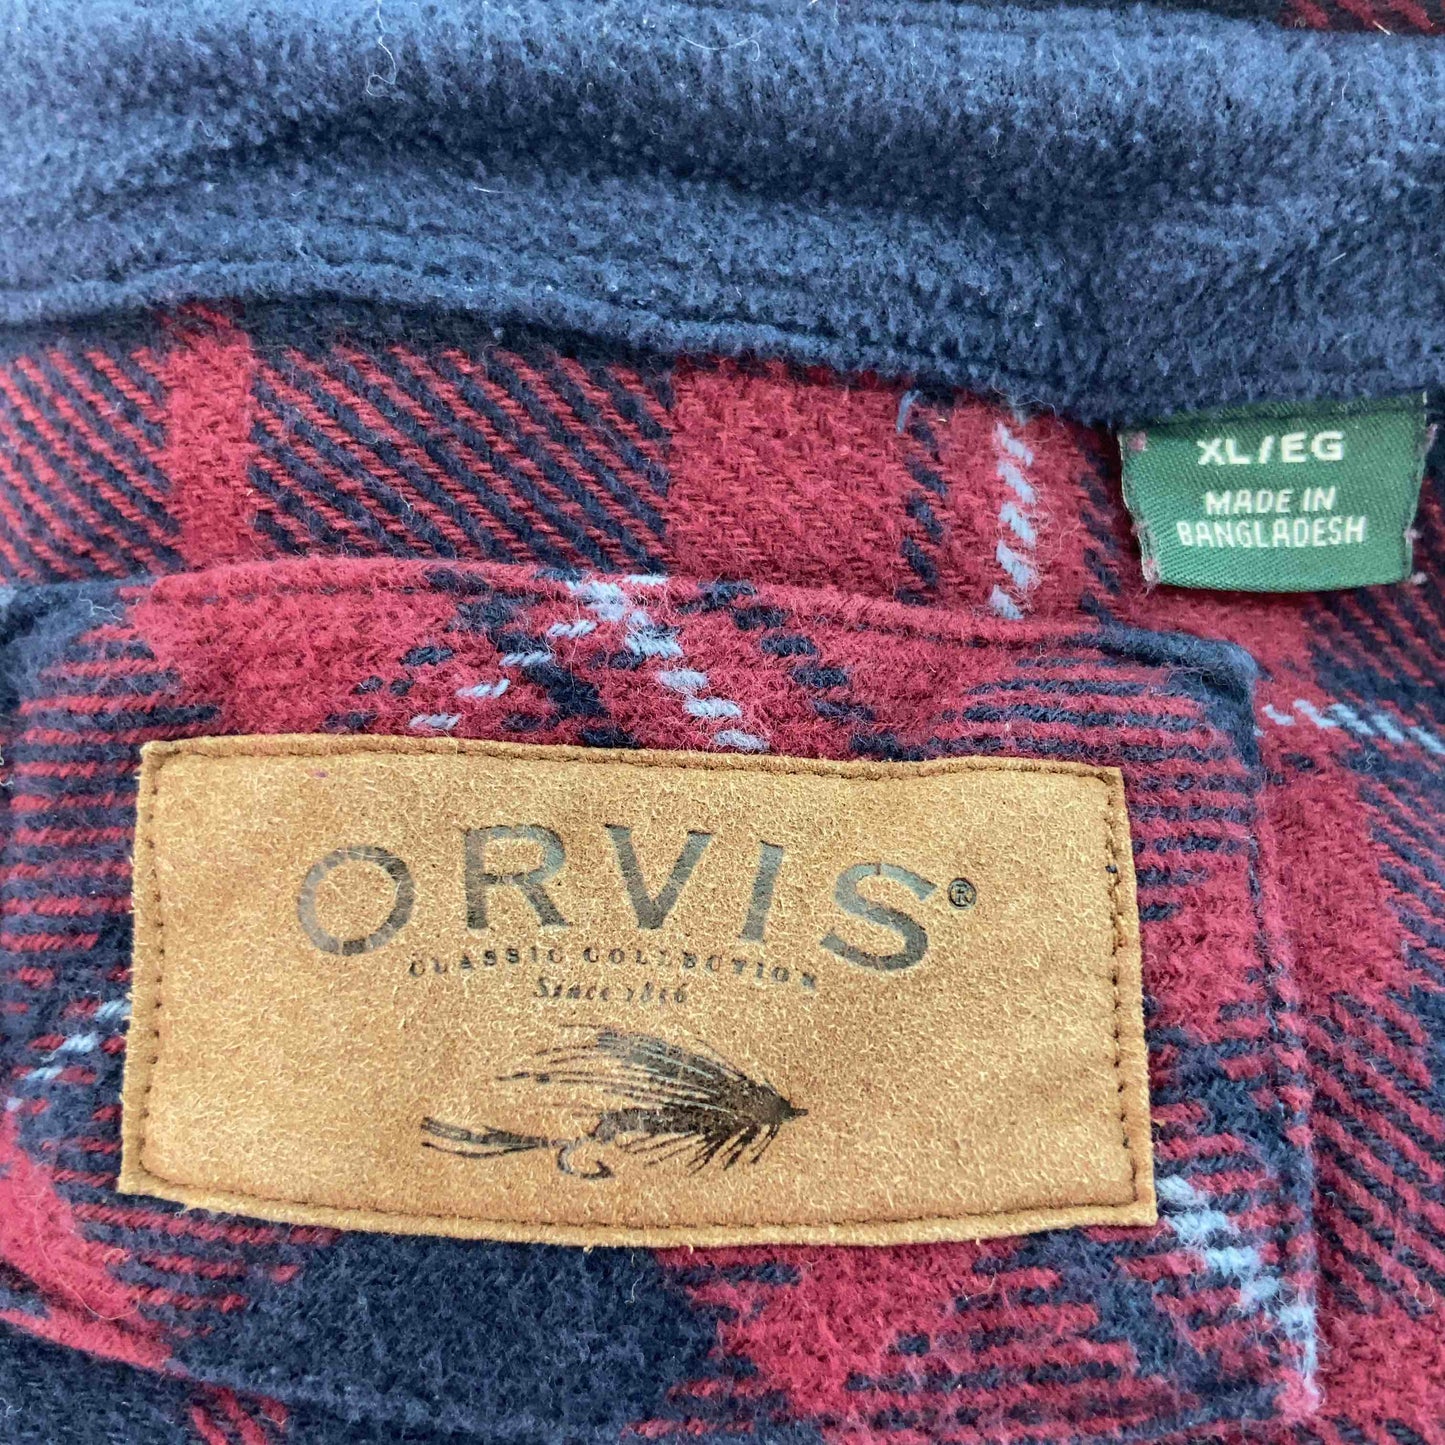 XL/EG
MADE IN
BANGLADESH
ORVIS®
CLASSIC COLLECTION
Since 1856